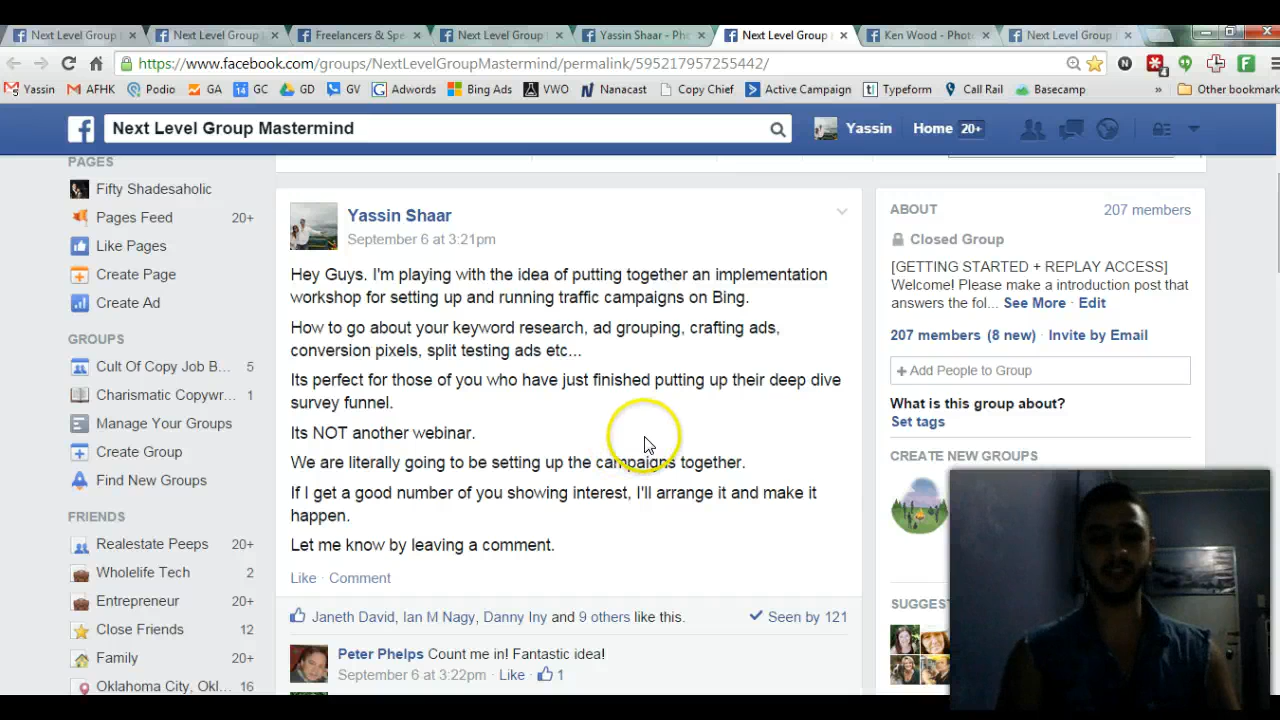 Next Level Group
Next Level Group
Freelancers & Spe
Next Level Group
Yassin Shaar - Pho
Next Level Group
Ken Wood - Photo
Next Level Group
https://www.facebook.com/groups/NextLevelGroupMastermind/permalink/595217957255442/
Yassin
AFHK
Podio
GA
GC
GD
GV
Adwords
Bing Ads
VWO
Nanacast
Copy Chief
Active Campaign
Typeform
Call Rail
Basecamp
»
Other bookmark
Next Level Group Mastermind
Yassin
Home 20+
PAGES
Fifty Shadesaholic
Pages Feed 20+
Like Pages
Create Page
Create Ad
GROUPS
Cult Of Copy Job B... 5
Charismatic Copywr... 1
Manage Your Groups
Create Group
Find New Groups
FRIENDS
Realestate Peeps 20+
Wholelife Tech 2
Entrepreneur 20+
Close Friends 12
Family 20+
Oklahoma City, Okl... 16
Yassin Shaar
September 6 at 3:21pm
Hey Guys. I'm playing with the idea of putting together an implementation
workshop for setting up and running traffic campaigns on Bing.
How to go about your keyword research, ad grouping, crafting ads,
conversion pixels, split testing ads etc...
Its perfect for those of you who have just finished putting up their deep dive
survey funnel.
Its NOT another webinar.
We are literally going to be setting up the campaigns together.
If I get a good number of you showing interest, I'll arrange it and make it
happen.
Let me know by leaving a comment.
Like · Comment
Janeth David, Ian M Nagy, Danny Iny and 9 others like this.
Seen by 121
Peter Phelps Count me in! Fantastic idea!
September 6 at 3:22pm · Like · 1
ABOUT
207 members
Closed Group
[GETTING STARTED + REPLAY ACCESS]
Welcome! Please make a introduction post that
answers the fol... See More · Edit
207 members (8 new) · Invite by Email
+ Add People to Group
What is this group about?
Set tags
CREATE NEW GROUPS
SUGGES